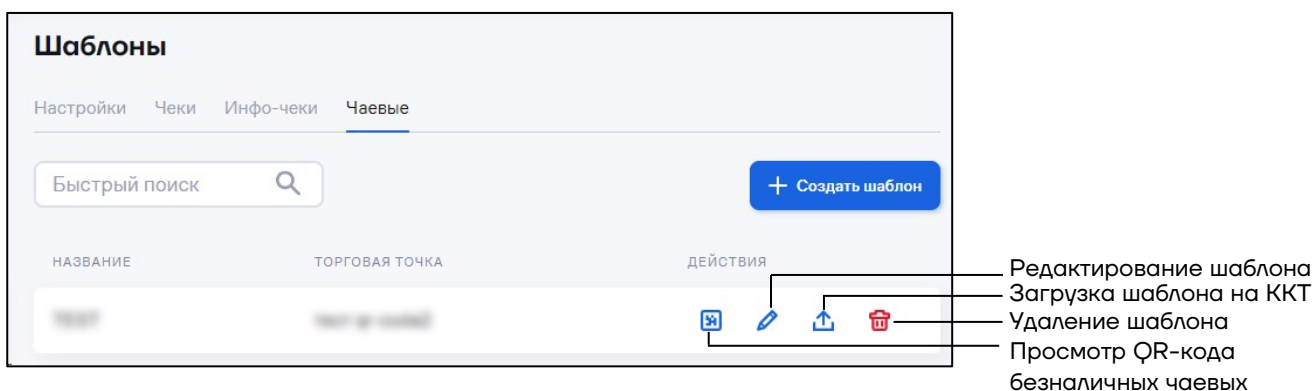 Шаблоны
Настройки Чеки Инфо-чеки Чаевые
Быстрый поиск
+ Создать шаблон
НАЗВАНИЕ ТОРГОВАЯ ТОЧКА ДЕЙСТВИЯ
Редактирование шаблона
Загрузка шаблона на ККТ
Удаление шаблона
Просмотр QR-кода
безналичных чаевых